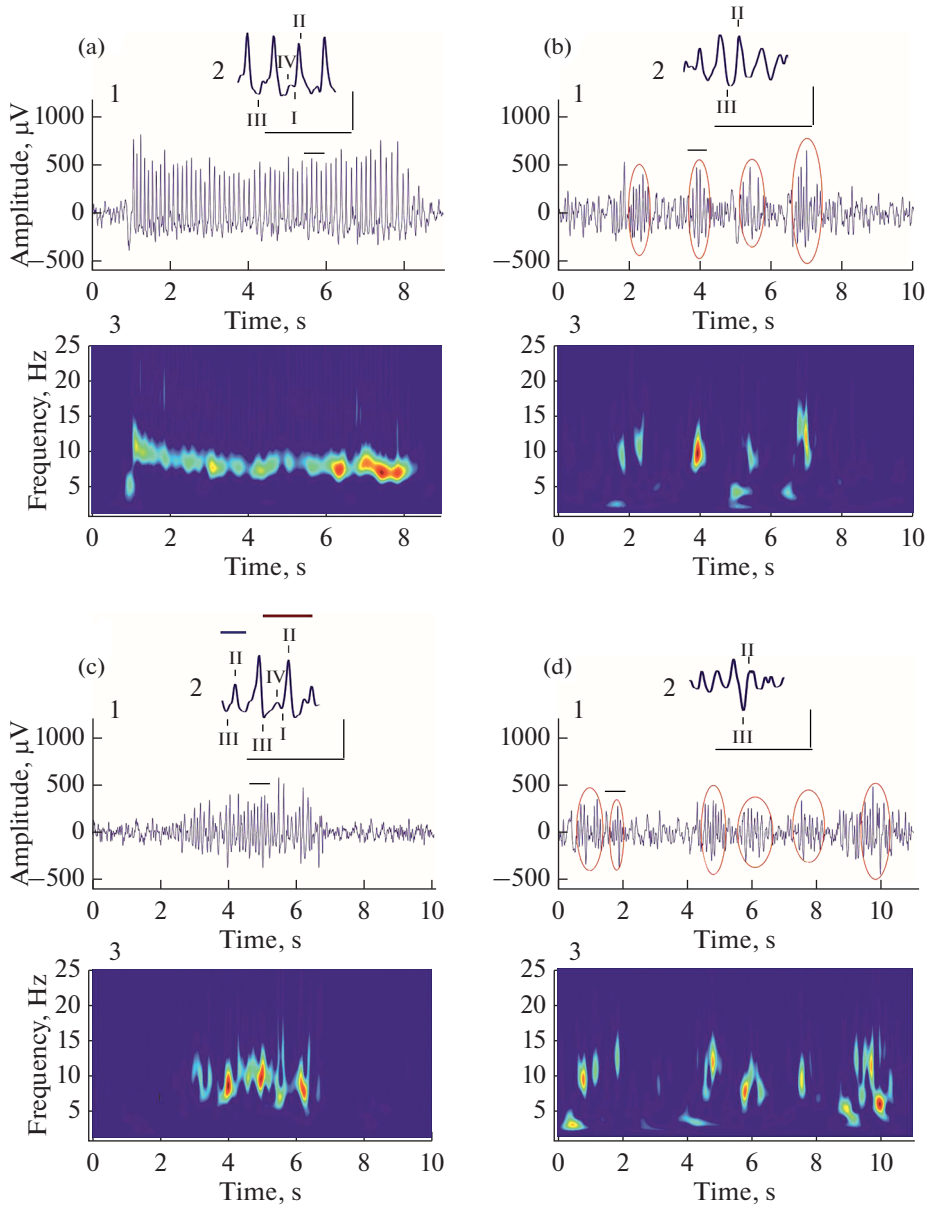 (a)
II
IV
2
III
I
1
Amplitude, μV
1000
500
0
−500
0 2 4 6 8
Time, s
3
Frequency, Hz
25
20
15
10
5
0 2 4 6 8
Time, s
(b)
II
2
III
1
1000
500
0
−500
0 2 4 6 8 10
Time, s
3
25
20
15
10
5
0 2 4 6 8 10
Time, s
(c)
II
II
IV
2
III
III
I
1
Amplitude, μV
1000
500
0
−500
0 2 4 6 8 10
Time, s
3
Frequency, Hz
25
20
15
10
5
0 2 4 6 8 10
Time, s
(d)
II
2
III
1
1000
500
0
−500
0 2 4 6 8 10
Time, s
3
25
20
15
10
5
0 2 4 6 8 10
Time, s